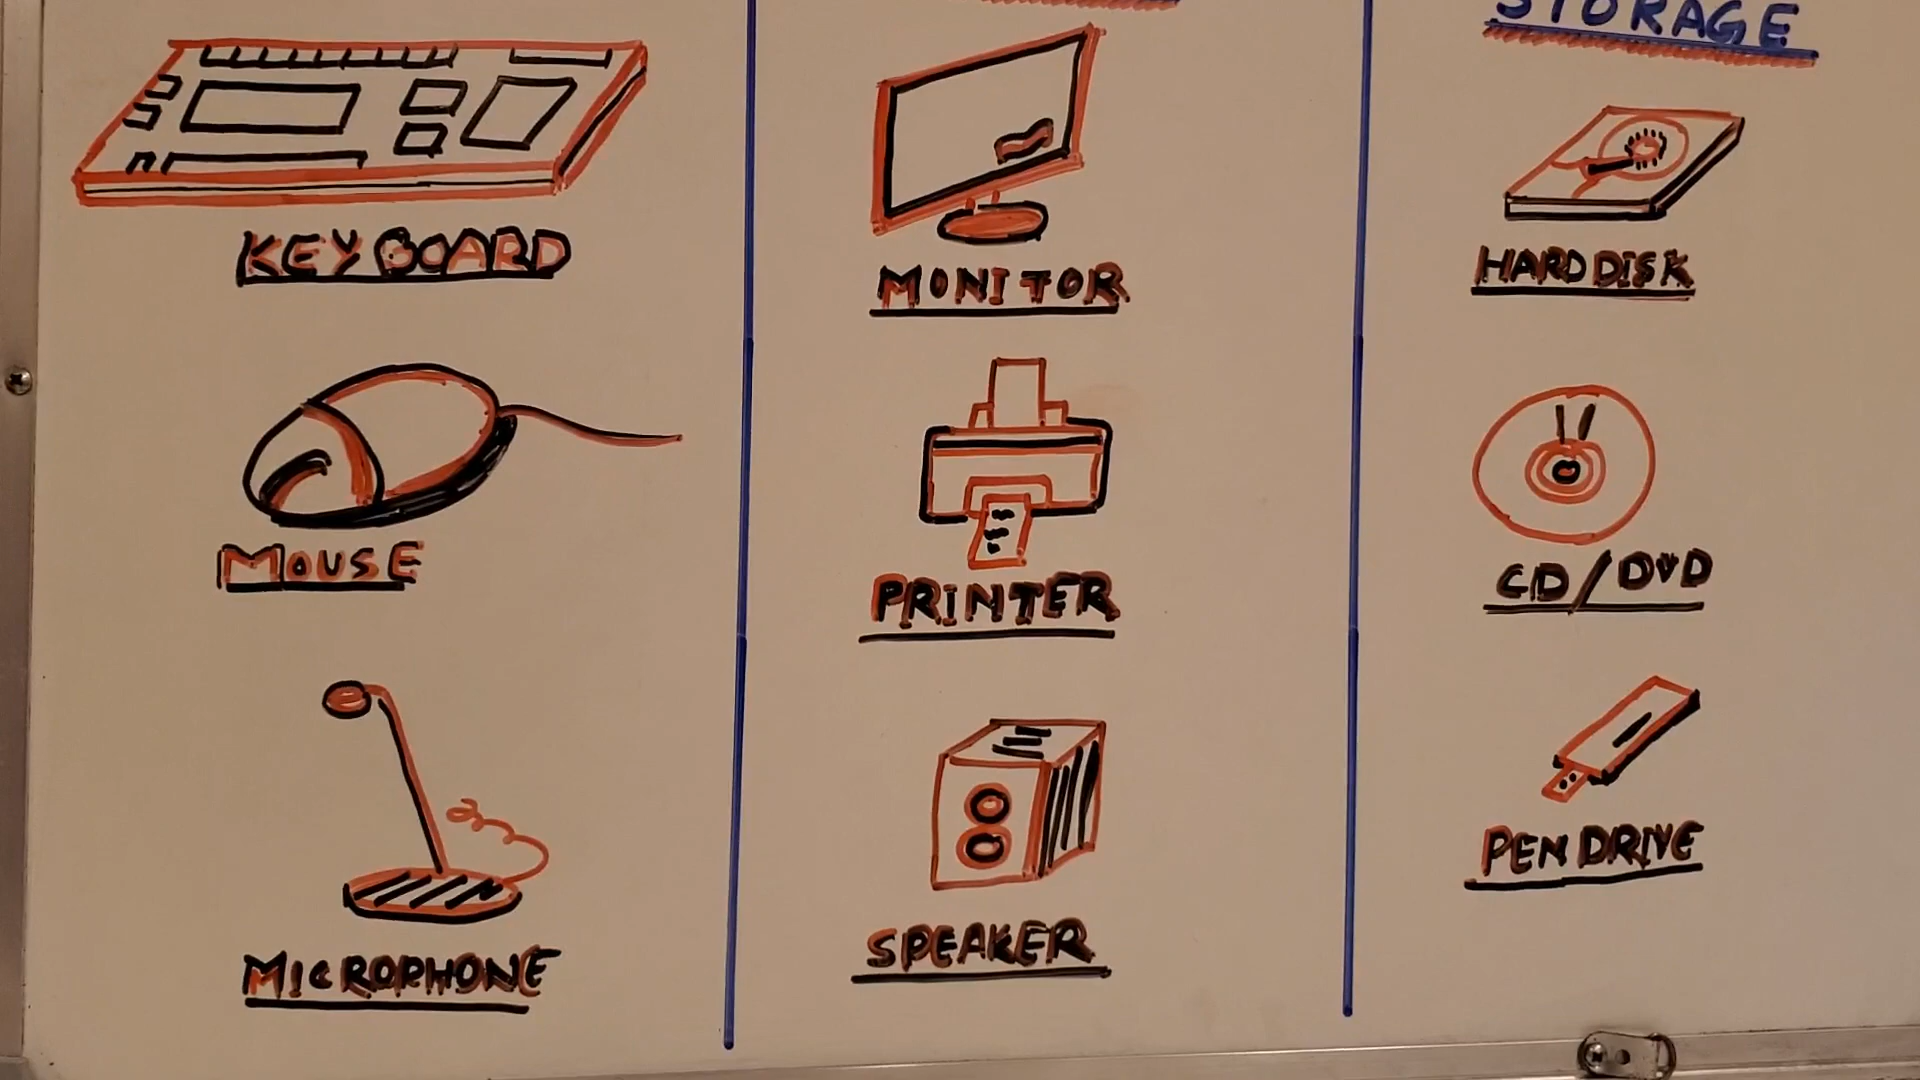 STORAGE
KEYBOARD
MONITOR
HARD DISK
MOUSE
PRINTER
CD/DVD
MICROPHONE
SPEAKER
PEN DRIVE